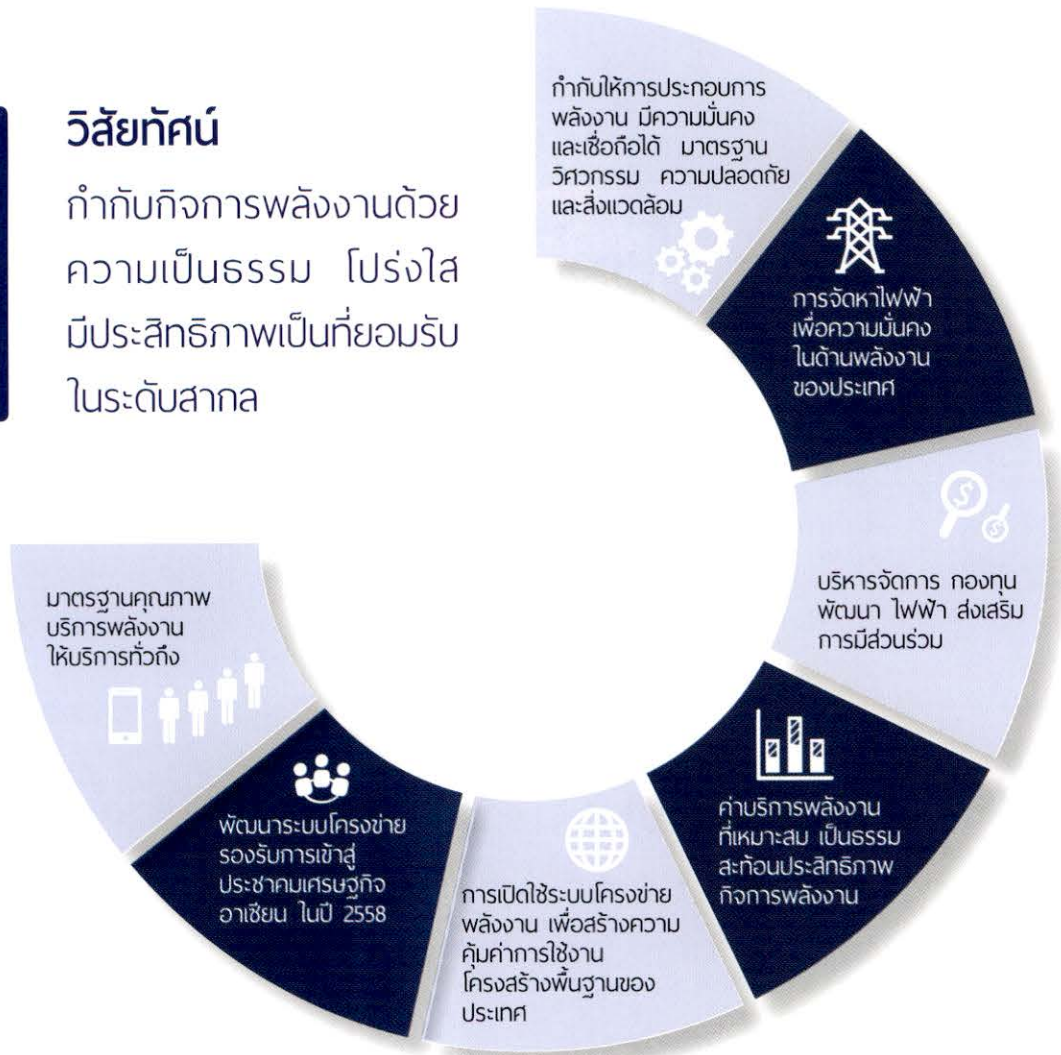 วิสัยทัศน์
กำกับกิจการพลังงานด้วย
ความเป็นธรรม โปร่งใส
มีประสิทธิภาพเป็นที่ยอมรับ
ในระดับสากล
กำกับให้การประกอบการ
พลังงาน มีความมั่นคง
และเชื่อถือได้ มาตรฐาน
วิศวกรรม ความปลอดภัย
และสิ่งแวดล้อม
การจัดหาไฟฟ้า
เพื่อความมั่นคง
ในด้านพลังงาน
ของประเทศ
$
$
บริหารจัดการ กองทุน
พัฒนา ไฟฟ้า ส่งเสริม
การมีส่วนร่วม
ค่าบริการพลังงาน
ที่เหมาะสม เป็นธรรม
สะท้อนประสิทธิภาพ
กิจการพลังงาน
การเปิดใช้ระบบโครงข่าย
พลังงาน เพื่อสร้างความ
คุ้มค่าการใช้งาน
โครงสร้างพื้นฐานของ
ประเทศ
พัฒนาระบบโครงข่าย
รองรับการเข้าสู่
ประชาคมเศรษฐกิจ
อาเซียน ในปี 2558
มาตรฐานคุณภาพ
บริการพลังงาน
ให้บริการทั่วถึง